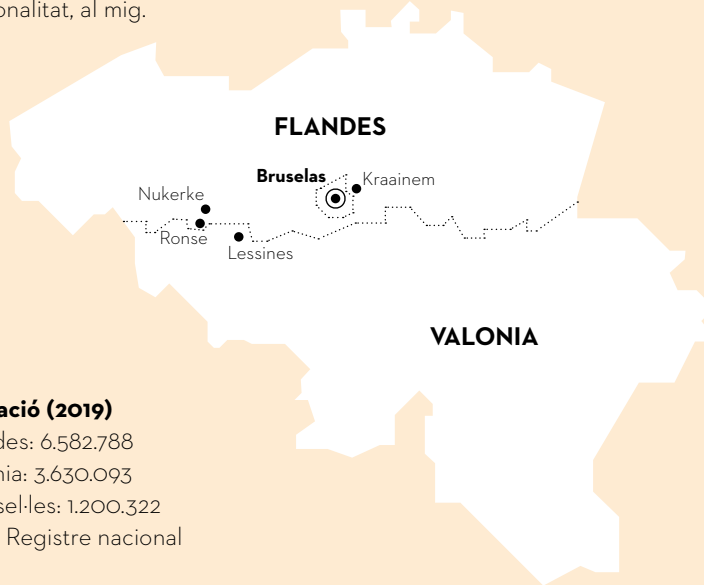 onalitat, al mig.
FLANDES
Bruselas
Kraainem
Nukerke
Ronse
Lessines
VALONIA
ació (2019)
des: 6.582.788
nia: 3.630.093
sel·les: 1.200.322
Registre nacional